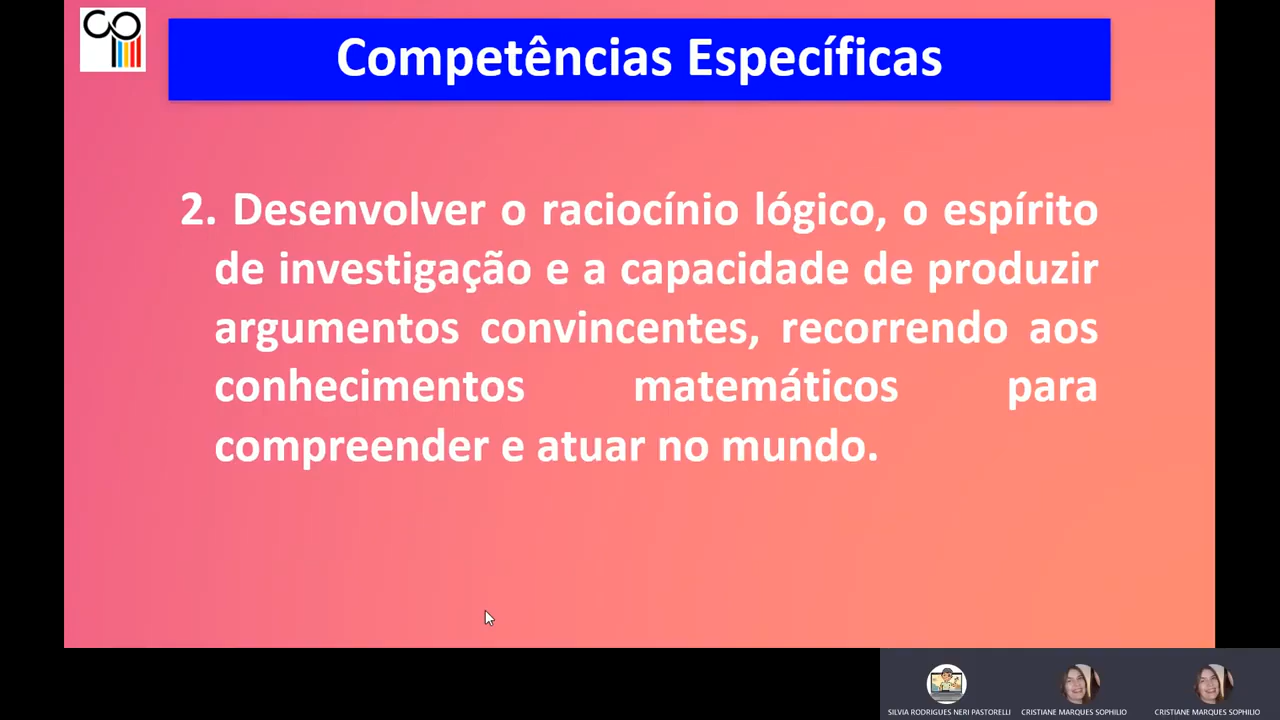 Competências Específicas
2. Desenvolver o raciocínio lógico, o espírito
de investigação e a capacidade de produzir
argumentos convincentes, recorrendo aos
conhecimentos matemáticos para
compreender e atuar no mundo.
SILVIA RODRIGUES NERI PASTORELLI
CRISTIANE MARQUES SOPHILIO
CRISTIANE MARQUES SOPHILIO